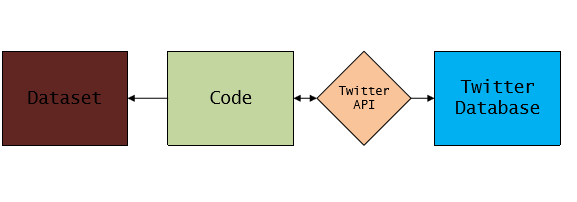 Dataset
Code
Twitter
API
Twitter
Database